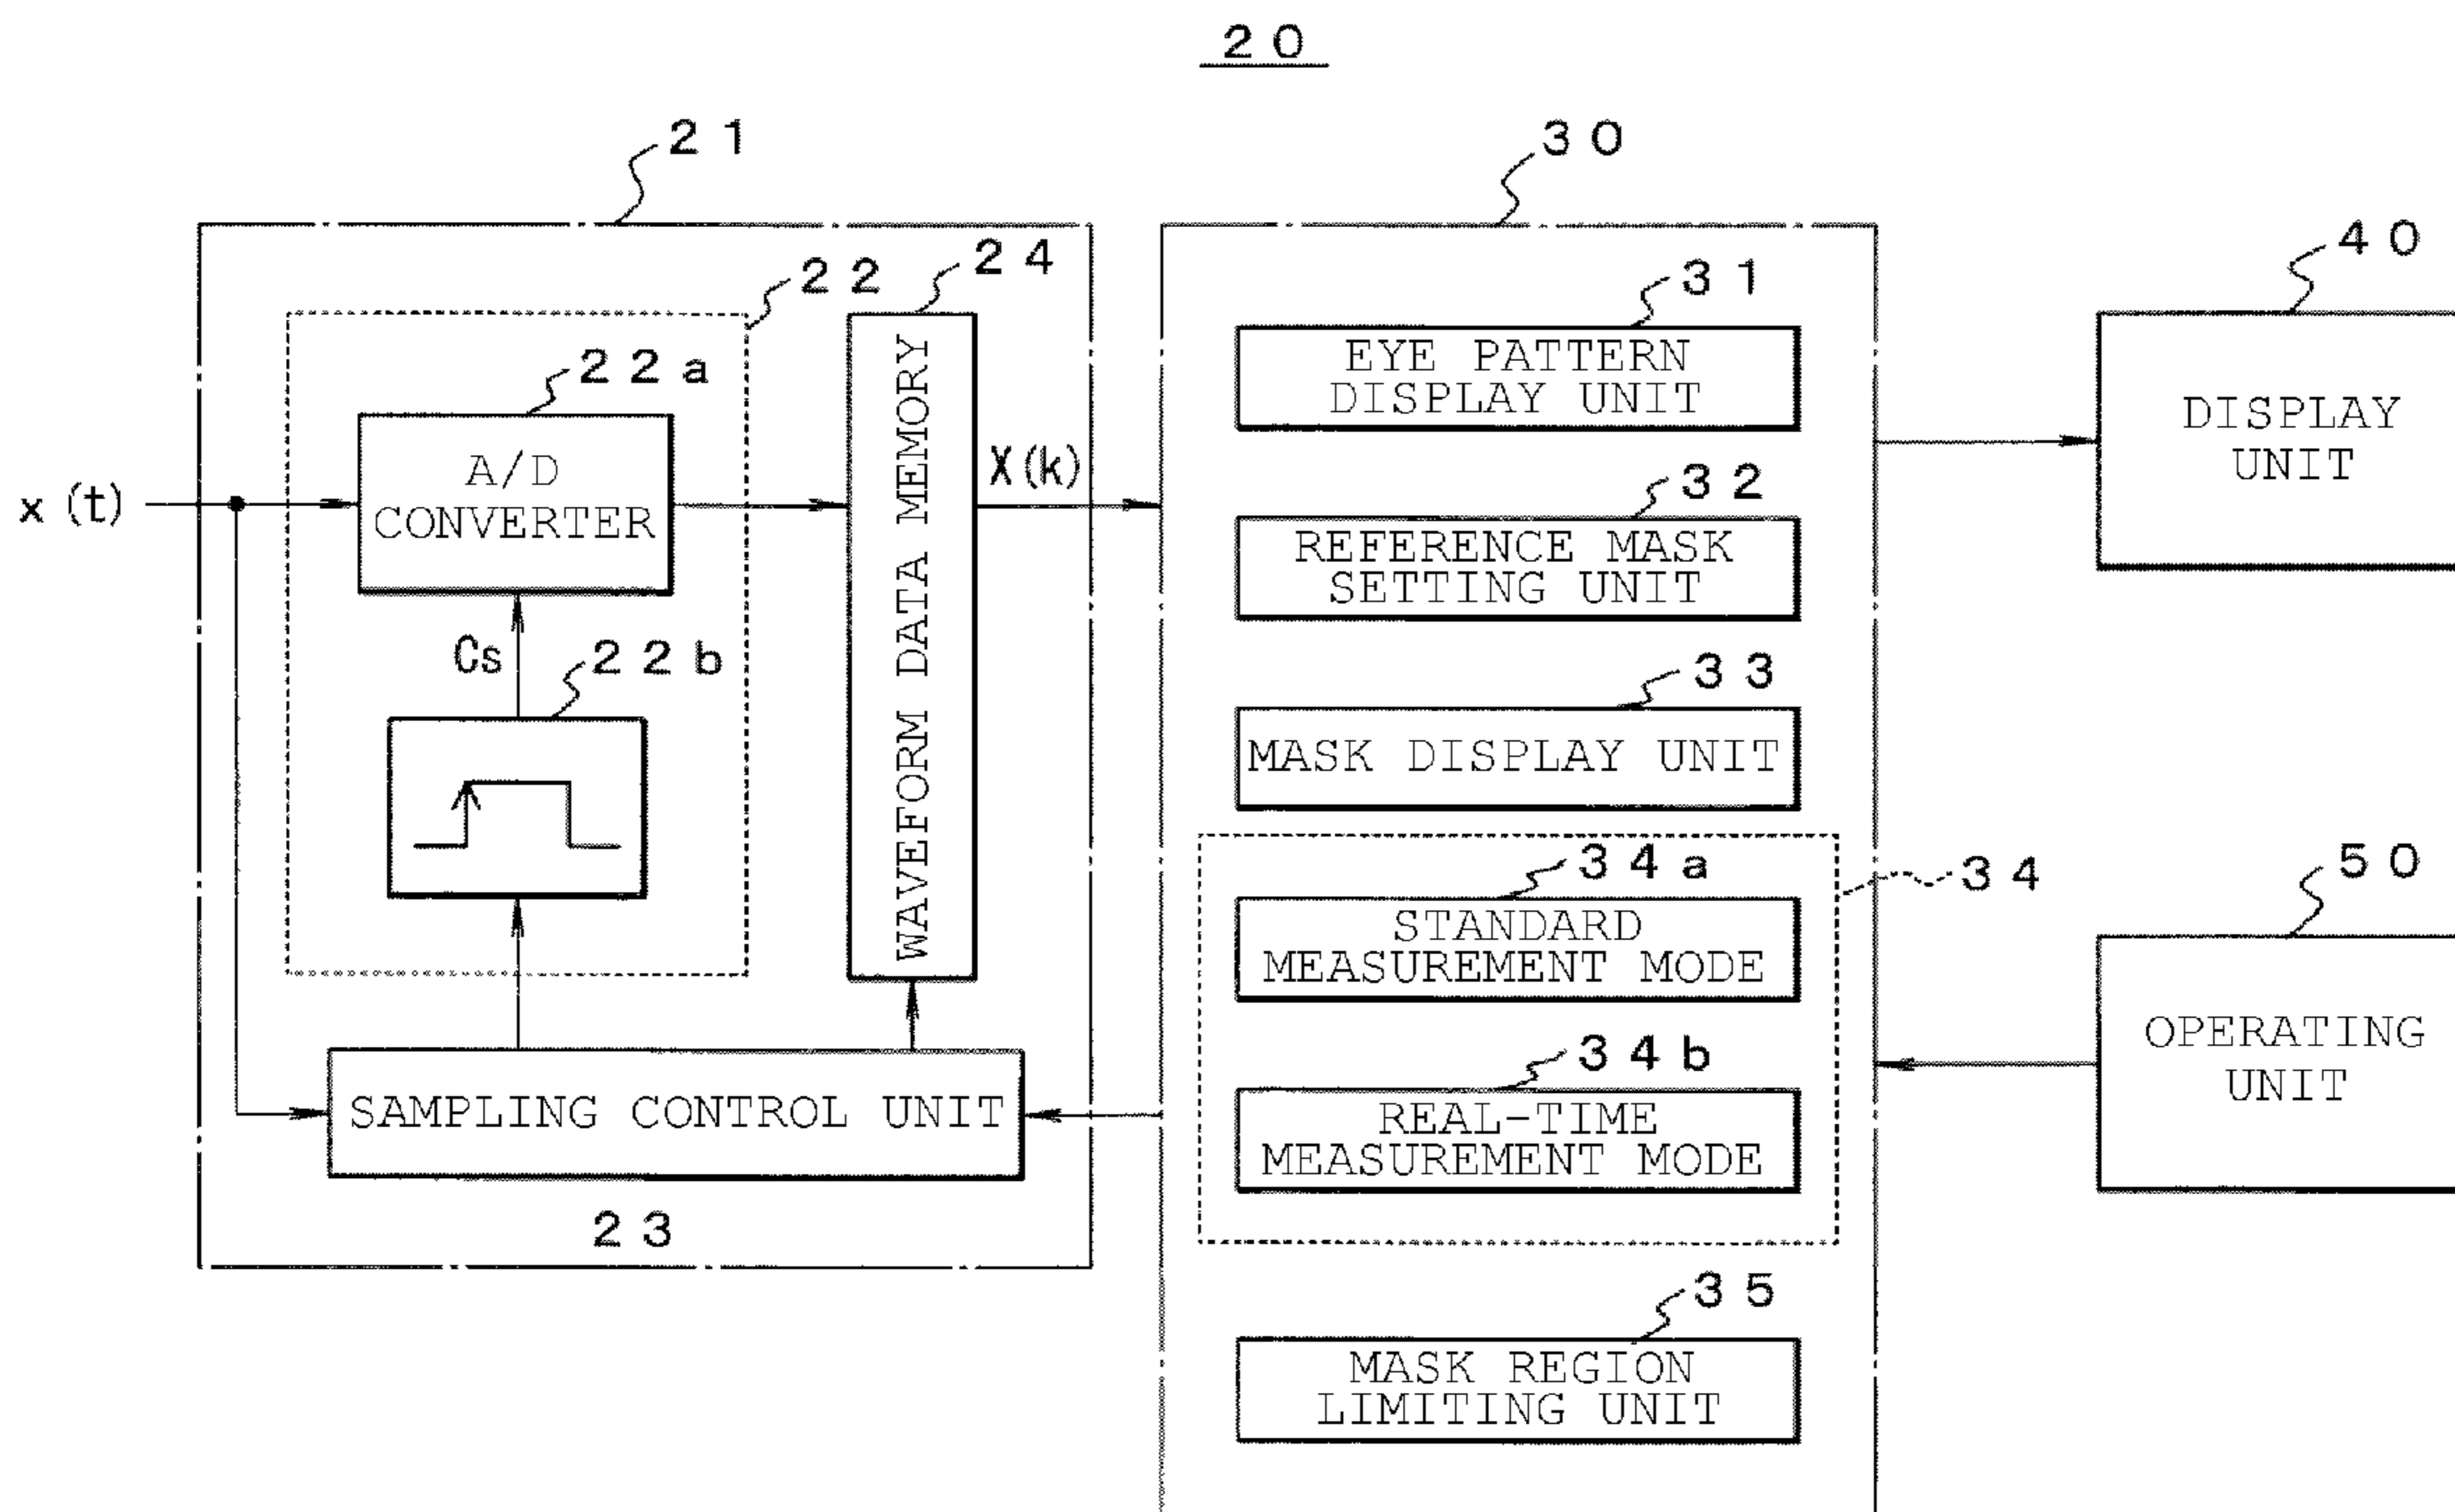 20
21
30
22
24
40
31
22a
EYE PATTERN
DISPLAY UNIT
DISPLAY
UNIT
A/D
CONVERTER
WAVEFORM DATA MEMORY
X(k)
x(t)
32
REFERENCE MASK
SETTING UNIT
Cs
22b
33
MASK DISPLAY UNIT
34a
34
50
STANDARD
MEASUREMENT MODE
OPERATING
UNIT
34b
REAL-TIME
MEASUREMENT MODE
SAMPLING CONTROL UNIT
23
35
MASK REGION
LIMITING UNIT